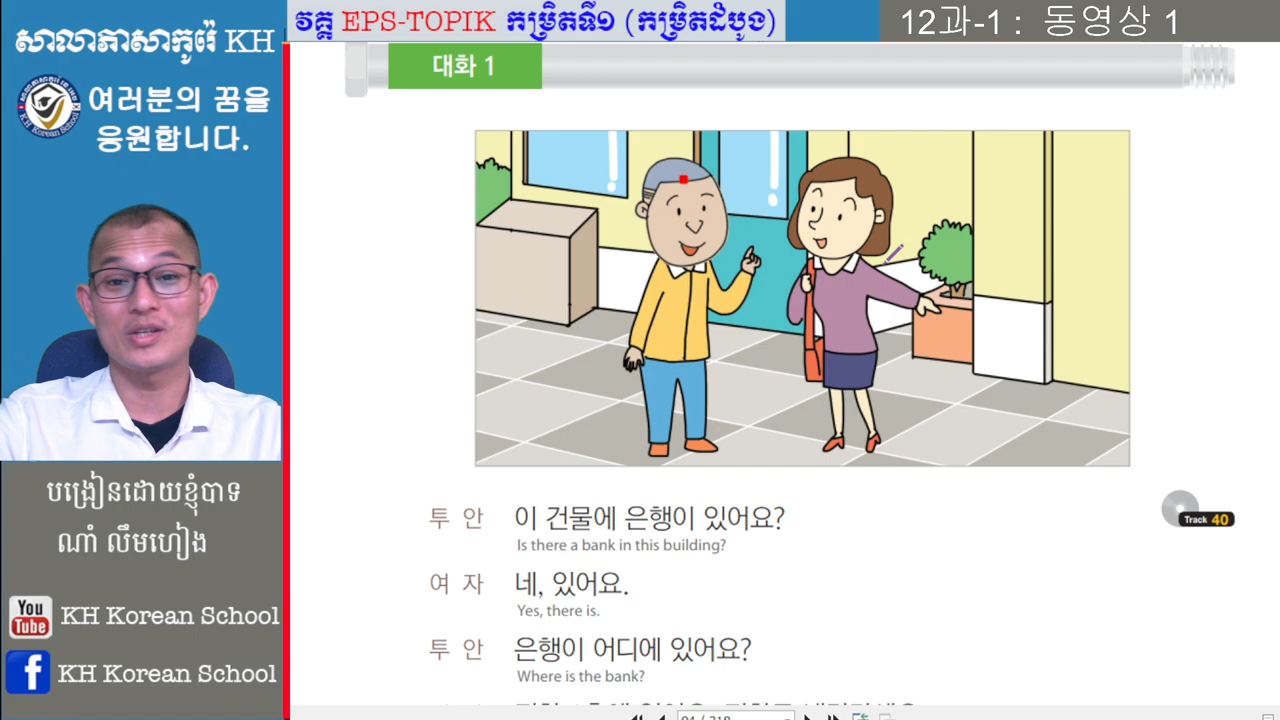 សាលាភាសាកូរ៉េ KH
여러분의 꿈을
응원합니다.
បង្រៀនដោយខ្ញុំបាទ
ណាំ លឹមហៀង
You
Tube
KH Korean School
KH Korean School
វគ្គ EPS-TOPIK កម្រិតទី១ (កម្រិតដំបូង)
12과-1 : 동영상 1
대화 1
투 안 이 건물에 은행이 있어요?
Is there a bank in this building?
여 자 네, 있어요.
Yes, there is.
투 안 은행이 어디에 있어요?
Where is the bank?
Track 40